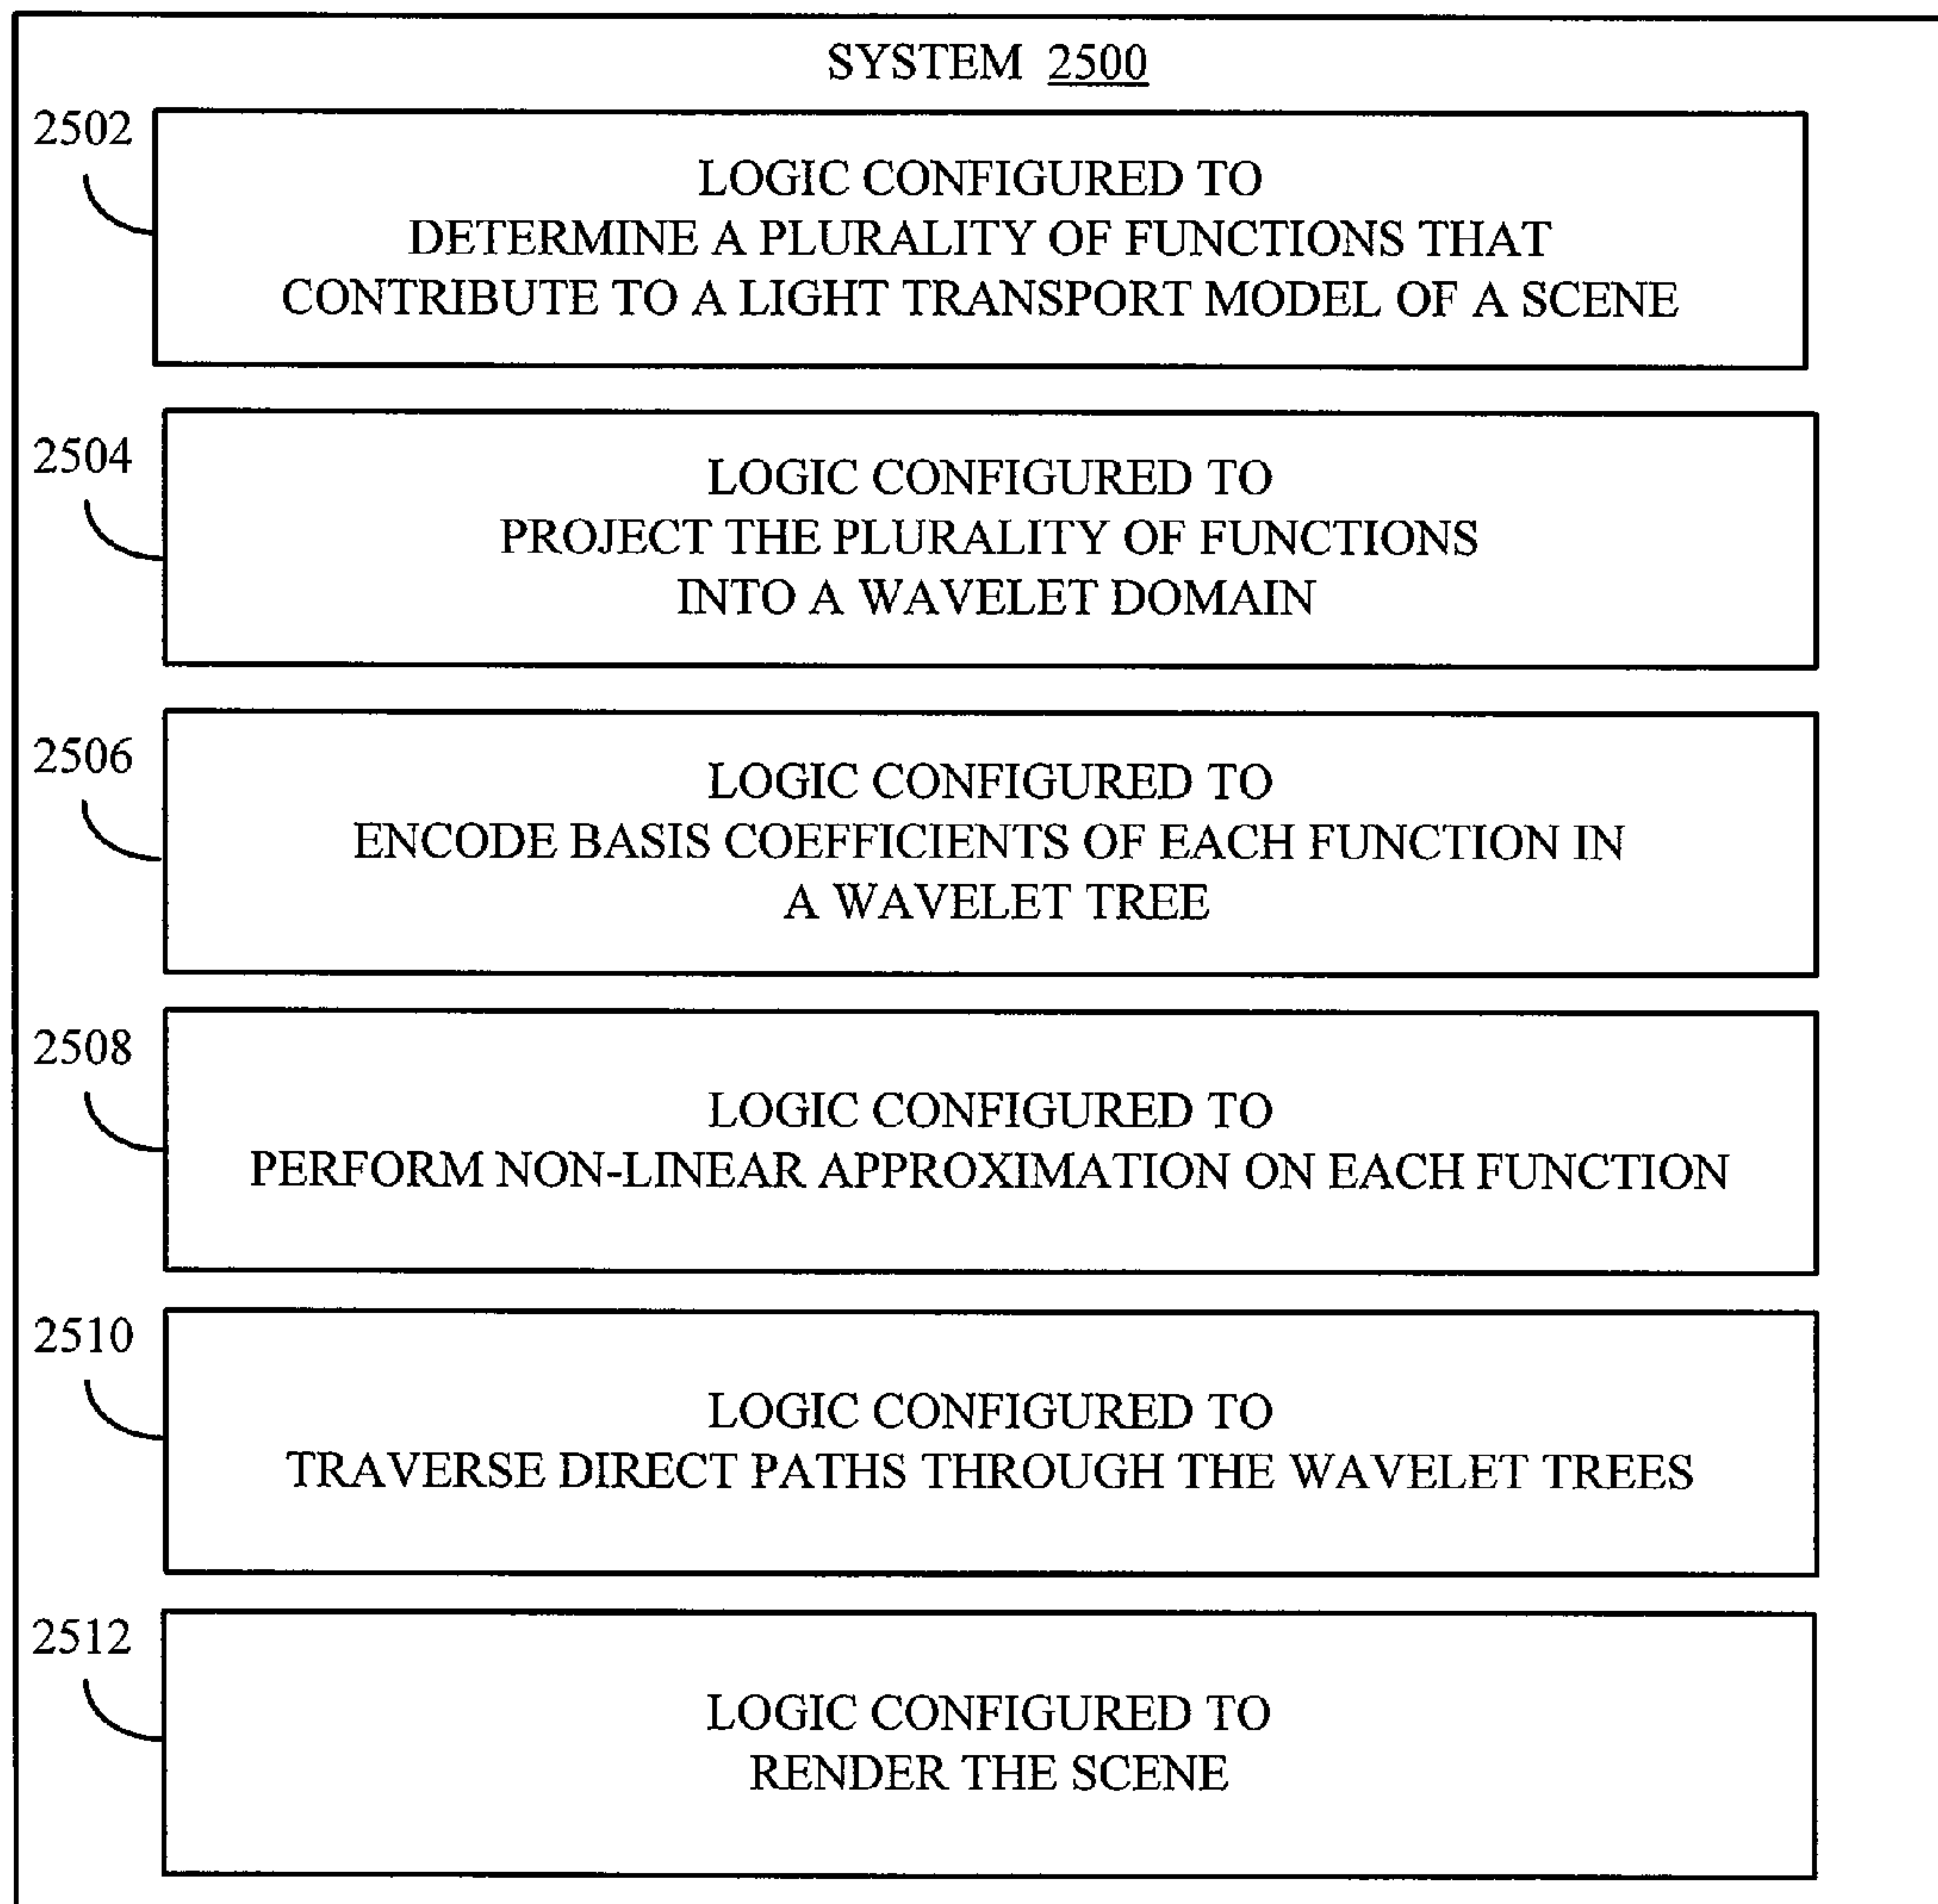 SYSTEM 2500
2502
LOGIC CONFIGURED TO
DETERMINE A PLURALITY OF FUNCTIONS THAT
CONTRIBUTE TO A LIGHT TRANSPORT MODEL OF A SCENE
2504
LOGIC CONFIGURED TO
PROJECT THE PLURALITY OF FUNCTIONS
INTO A WAVELET DOMAIN
2506
LOGIC CONFIGURED TO
ENCODE BASIS COEFFICIENTS OF EACH FUNCTION IN
A WAVELET TREE
2508
LOGIC CONFIGURED TO
PERFORM NON-LINEAR APPROXIMATION ON EACH FUNCTION
2510
LOGIC CONFIGURED TO
TRAVERSE DIRECT PATHS THROUGH THE WAVELET TREES
2512
LOGIC CONFIGURED TO
RENDER THE SCENE